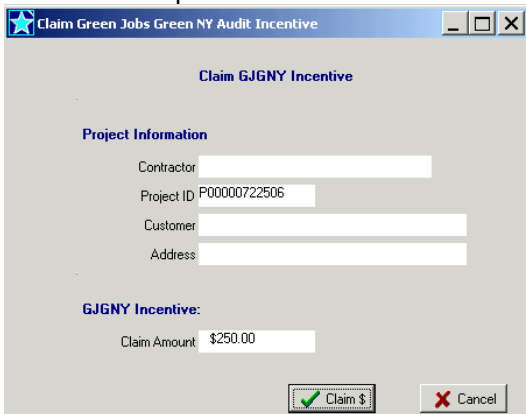 Claim Green Jobs Green NY Audit Incentive
Claim GJGNY Incentive
Project Information
Contractor
Project ID P00000722506
Customer
Address
GJGNY Incentive:
Claim Amount $250.00
Claim $ Cancel